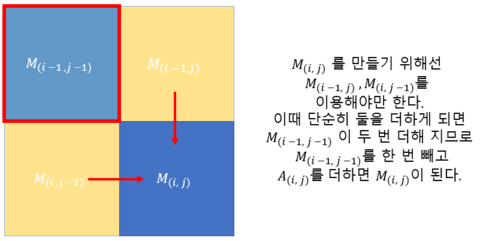 M(i−1,j−1)
M(i−1,j)
M(i,j−1)
M(i,j)
M(i,j) 를 만들기 위해선
M(i−1,j) ,M(i,j−1)를
이용해야만 한다.
이때 단순히 둘을 더하게 되면
M(i−1,j−1) 이 두 번 더해 지므로
M(i−1,j−1)를 한 번 빼고
A(i,j)를 더하면 M(i,j)이 된다.